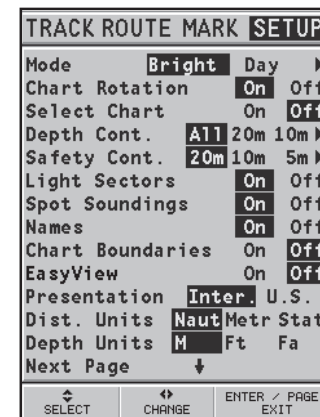 TRACK ROUTE MARK SETUP
Mode Bright Day
Chart Rotation On Off
Select Chart On Off
Depth Cont. All 20m 10m
Safety Cont. 20m 10m 5m
Light Sectors On Off
Spot Soundings On Off
Names On Off
Chart Boundaries On Off
EasyView On Off
Presentation Inter. U.S.
Dist. Units Naut Metr Stat
Depth Units M Ft Fa
Next Page
SELECT CHANGE ENTER / PAGE EXIT